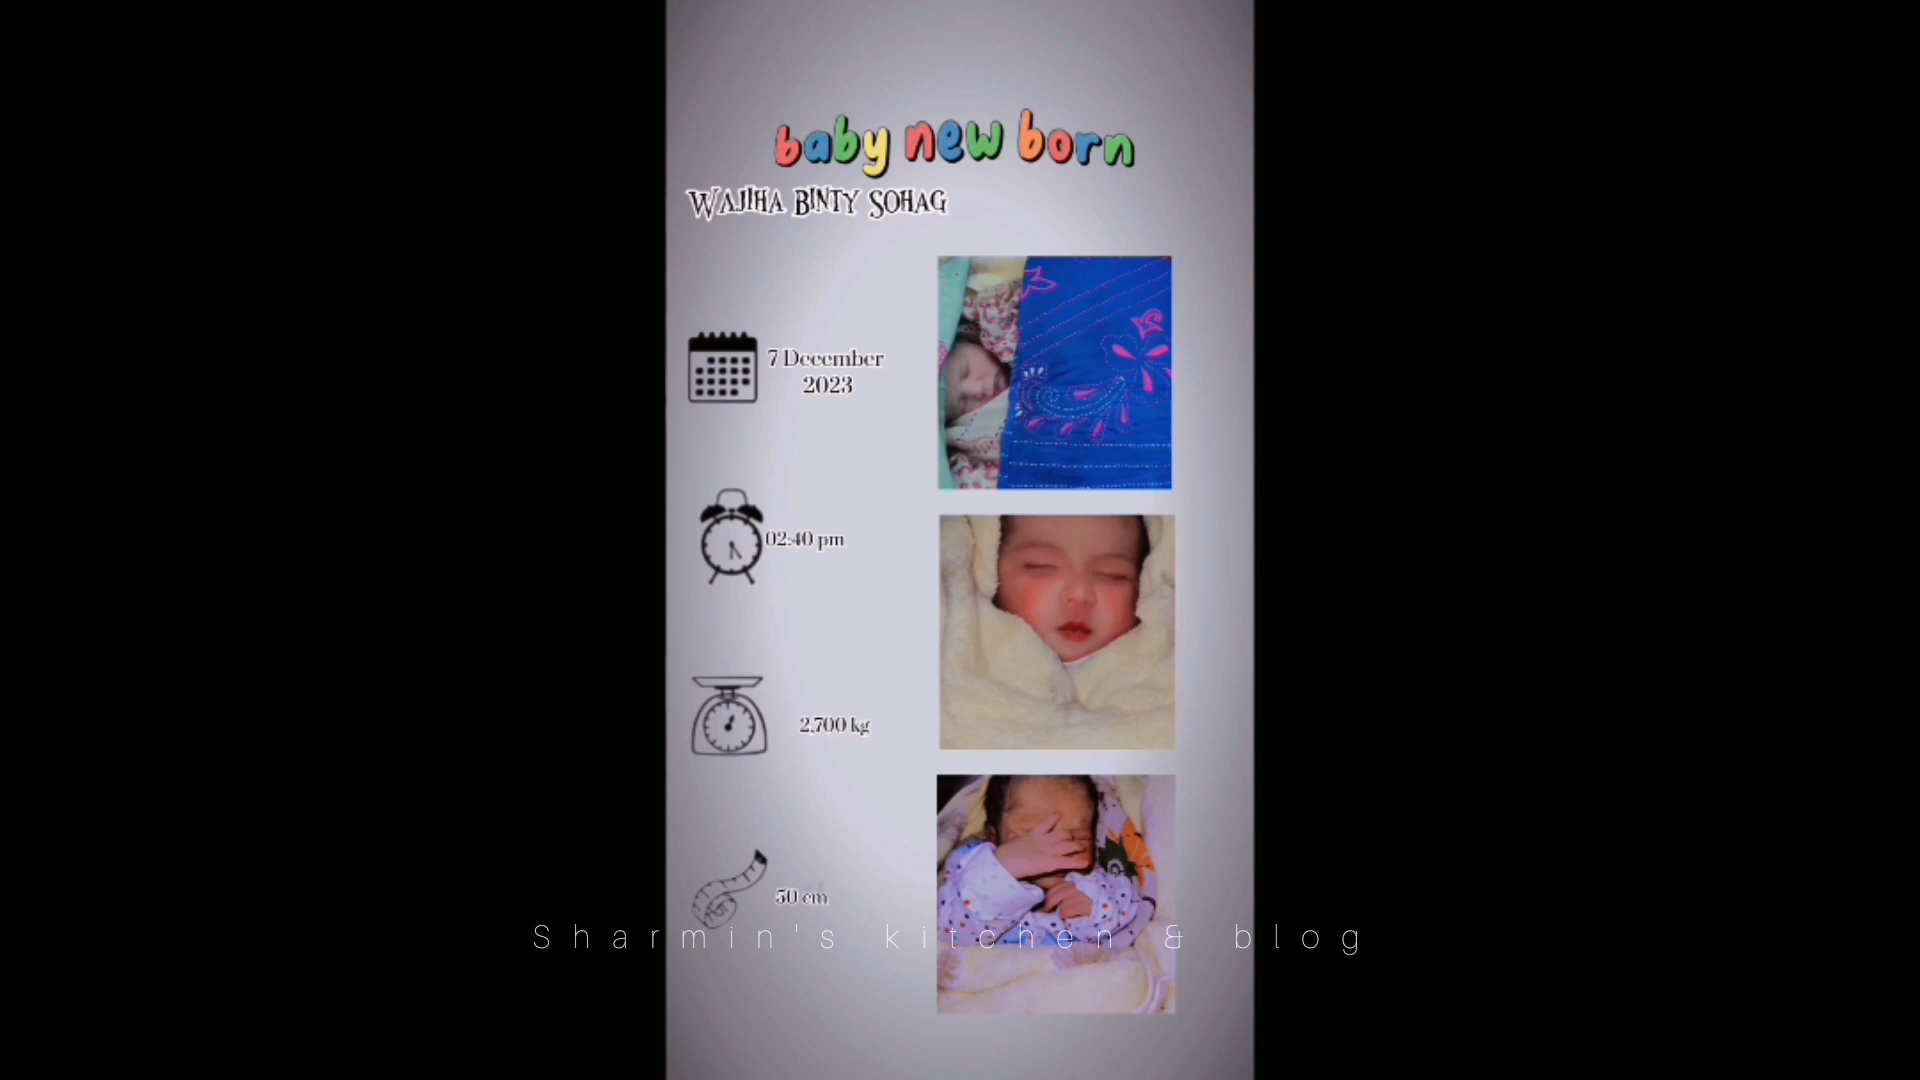 baby new born
WAJIHA BINTY SOHAG
7 December
2023
02:40 pm
2,700 kg
50 cm
Sharmin's kitchen & blog